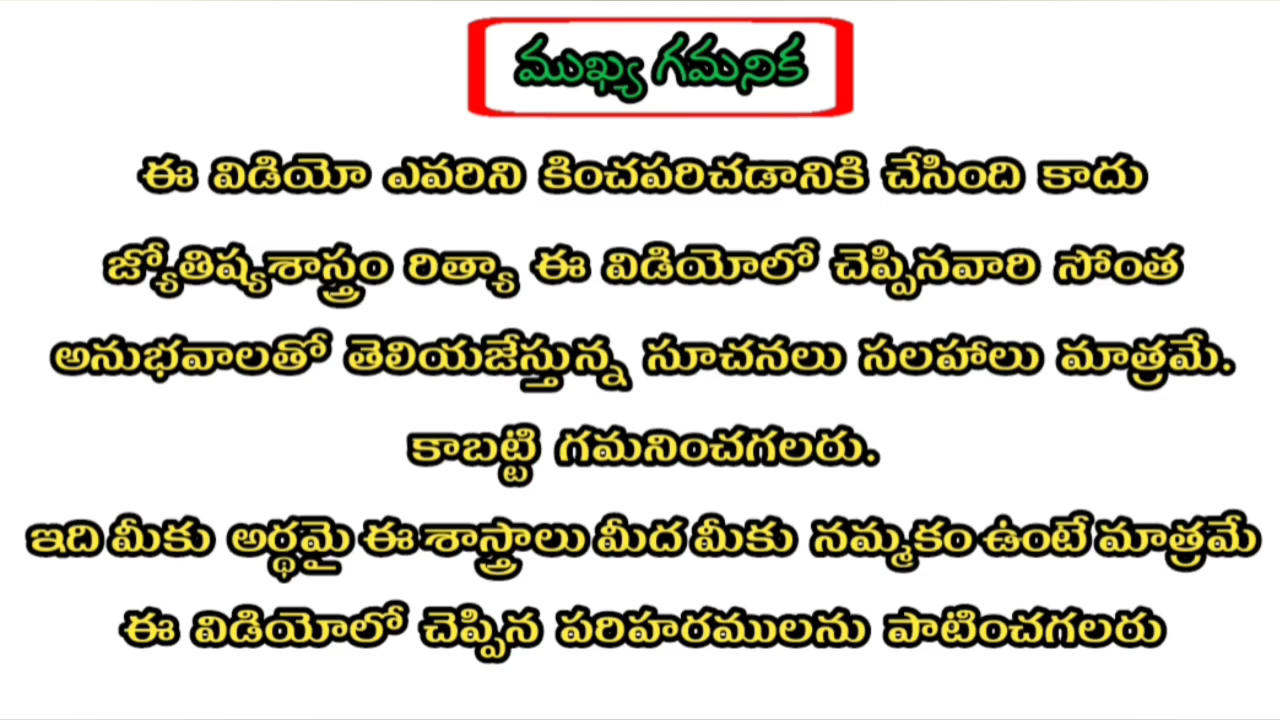 ముఖ్య గమనిక
ఈ విడియో ఎవరిని కించపరిచడానికి చేసింది కాదు
జ్యోతిష్యశాస్త్రం రిత్యా ఈ విడియోలో చెప్పినవారి సోంత
అనుభవాలతో తెలియజేస్తున్న సూచనలు సలహాలు మాత్రమే.
కాబట్టి గమనించగలరు.
ఇది మీకు అర్థమై ఈ శాస్త్రాలు మీద మీకు నమ్మకం ఉంటే మాత్రమే
ఈ విడియోలో చెప్పిన పరిహరములను పాటించగలరు